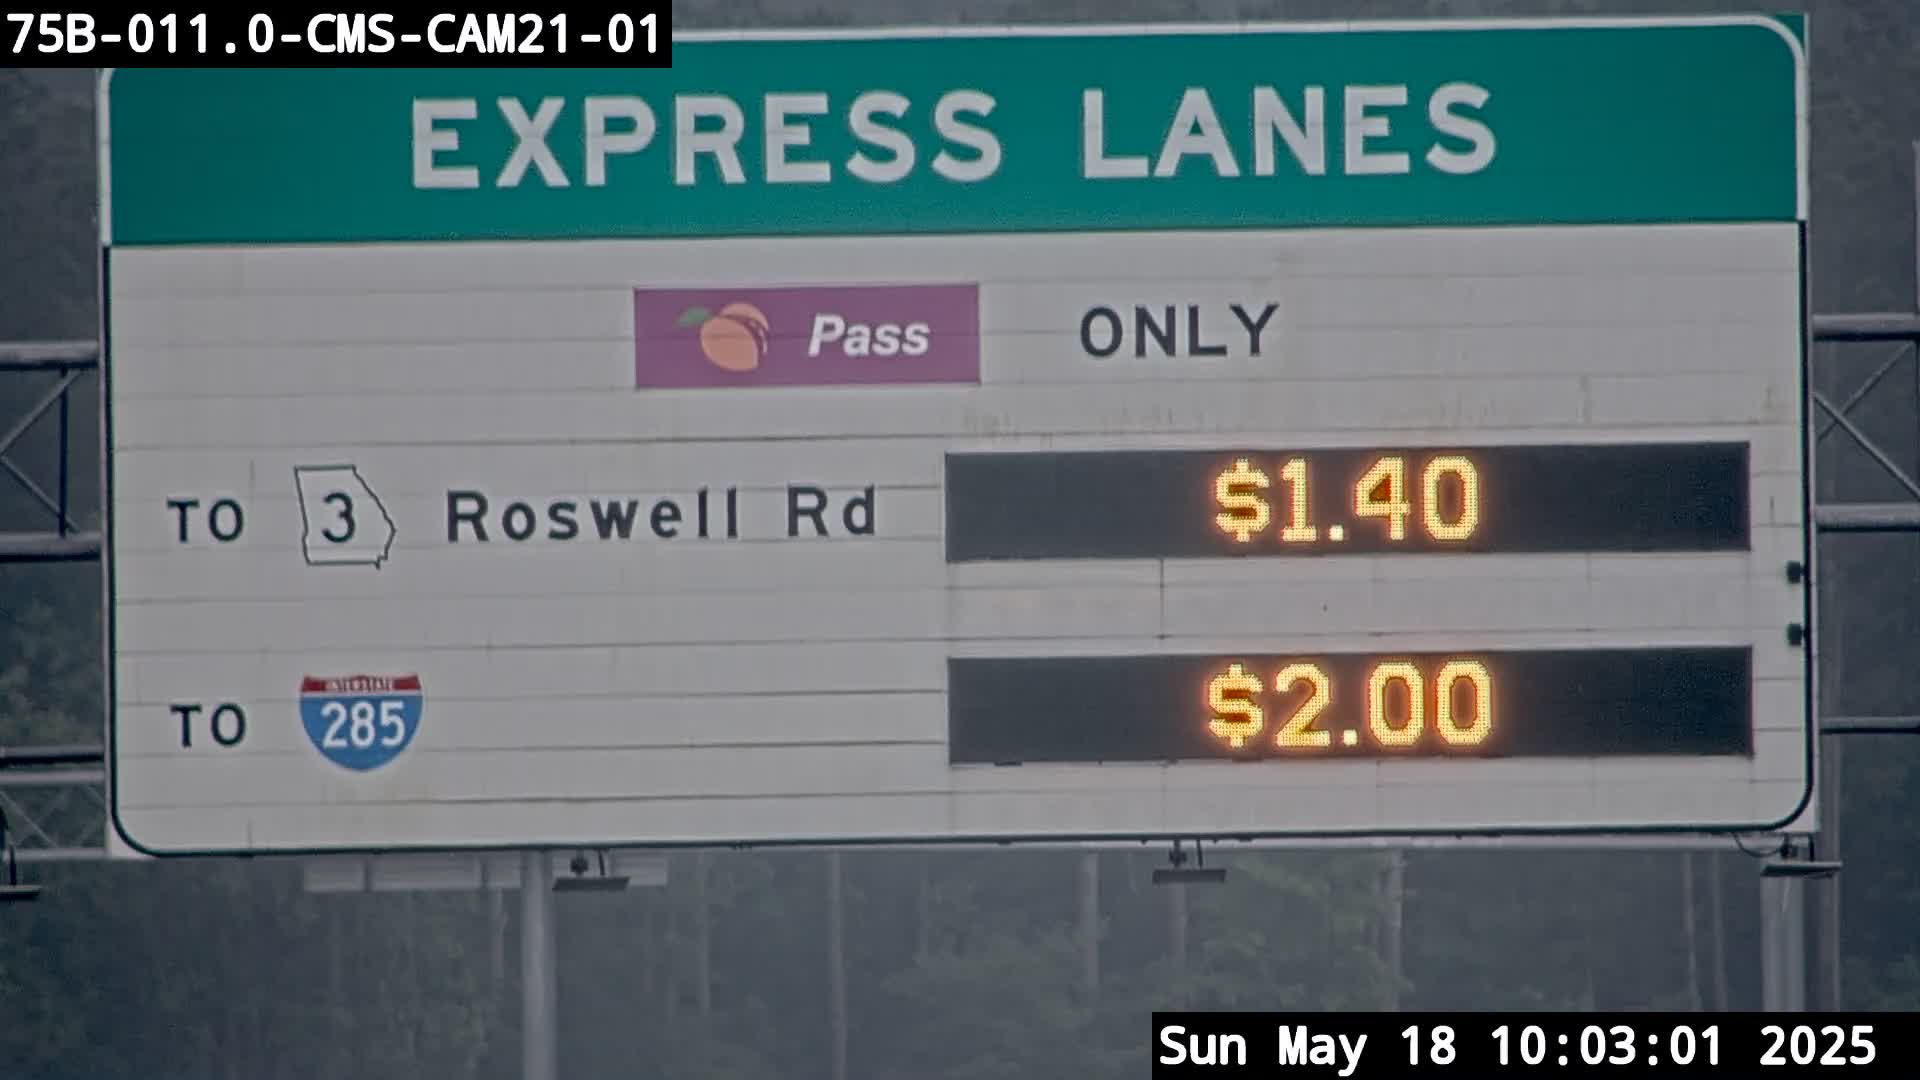 75B-011.0-CMS-CAM21-01
EXPRESS LANES
Pass ONLY
TO 3 Roswell Rd $1.40
INTERSTATE
TO 285 $2.00
Sun May 18 10:03:01 2025